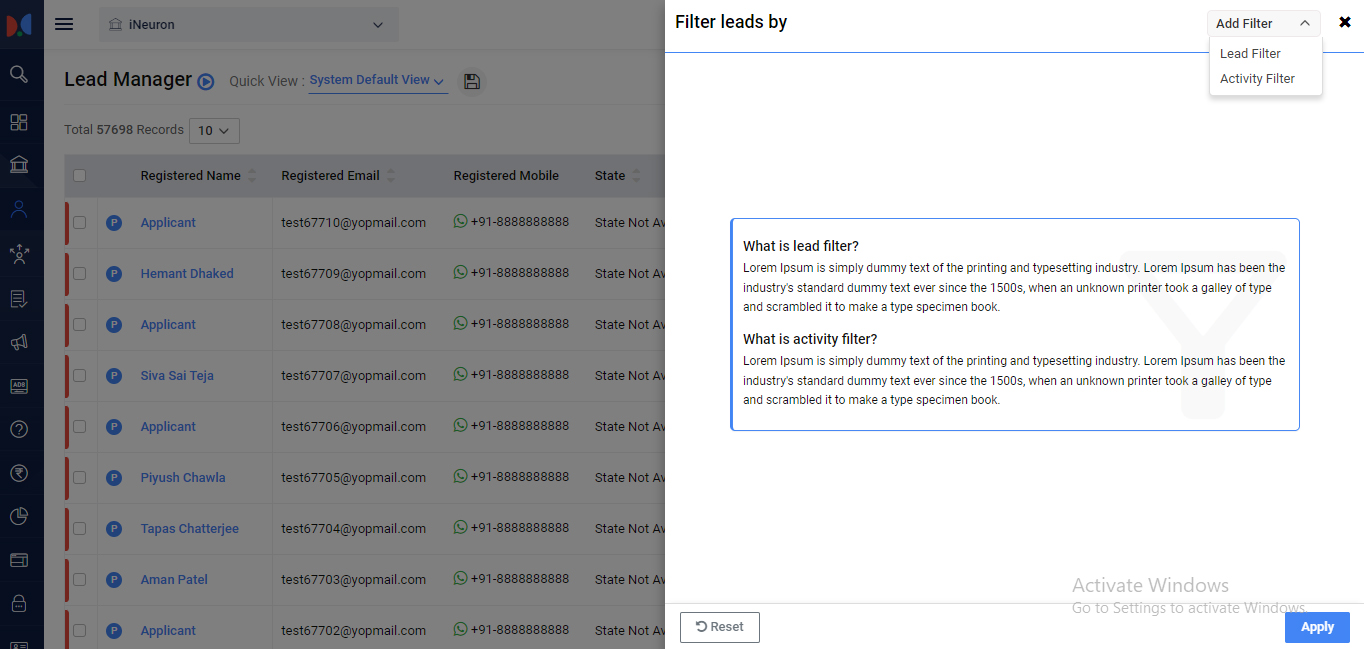 iNeuron
Filter leads by
Add Filter
Lead Filter
Activity Filter
Lead Manager
Quick View :
System Default View
Total 57698 Records
10
Registered Name
Registered Email
Registered Mobile
State
P Applicant test67710@yopmail.com +91-8888888888 State Not Av
P Hemant Dhaked test67709@yopmail.com +91-8888888888 State Not Av
P Applicant test67708@yopmail.com +91-8888888888 State Not Av
P Siva Sai Teja test67707@yopmail.com +91-8888888888 State Not Av
P Applicant test67706@yopmail.com +91-8888888888 State Not Av
P Piyush Chawla test67705@yopmail.com +91-8888888888 State Not Av
P Tapas Chatterjee test67704@yopmail.com +91-8888888888 State Not Av
P Aman Patel test67703@yopmail.com +91-8888888888 State Not Av
P Applicant test67702@yopmail.com +91-8888888888 State Not Av
ADS
What is lead filter?
Lorem Ipsum is simply dummy text of the printing and typesetting industry. Lorem Ipsum has been the
industry's standard dummy text ever since the 1500s, when an unknown printer took a galley of type
and scrambled it to make a type specimen book.
What is activity filter?
Lorem Ipsum is simply dummy text of the printing and typesetting industry. Lorem Ipsum has been the
industry's standard dummy text ever since the 1500s, when an unknown printer took a galley of type
and scrambled it to make a type specimen book.
Activate Windows
Go to Settings to activate Windows.
Reset
Apply